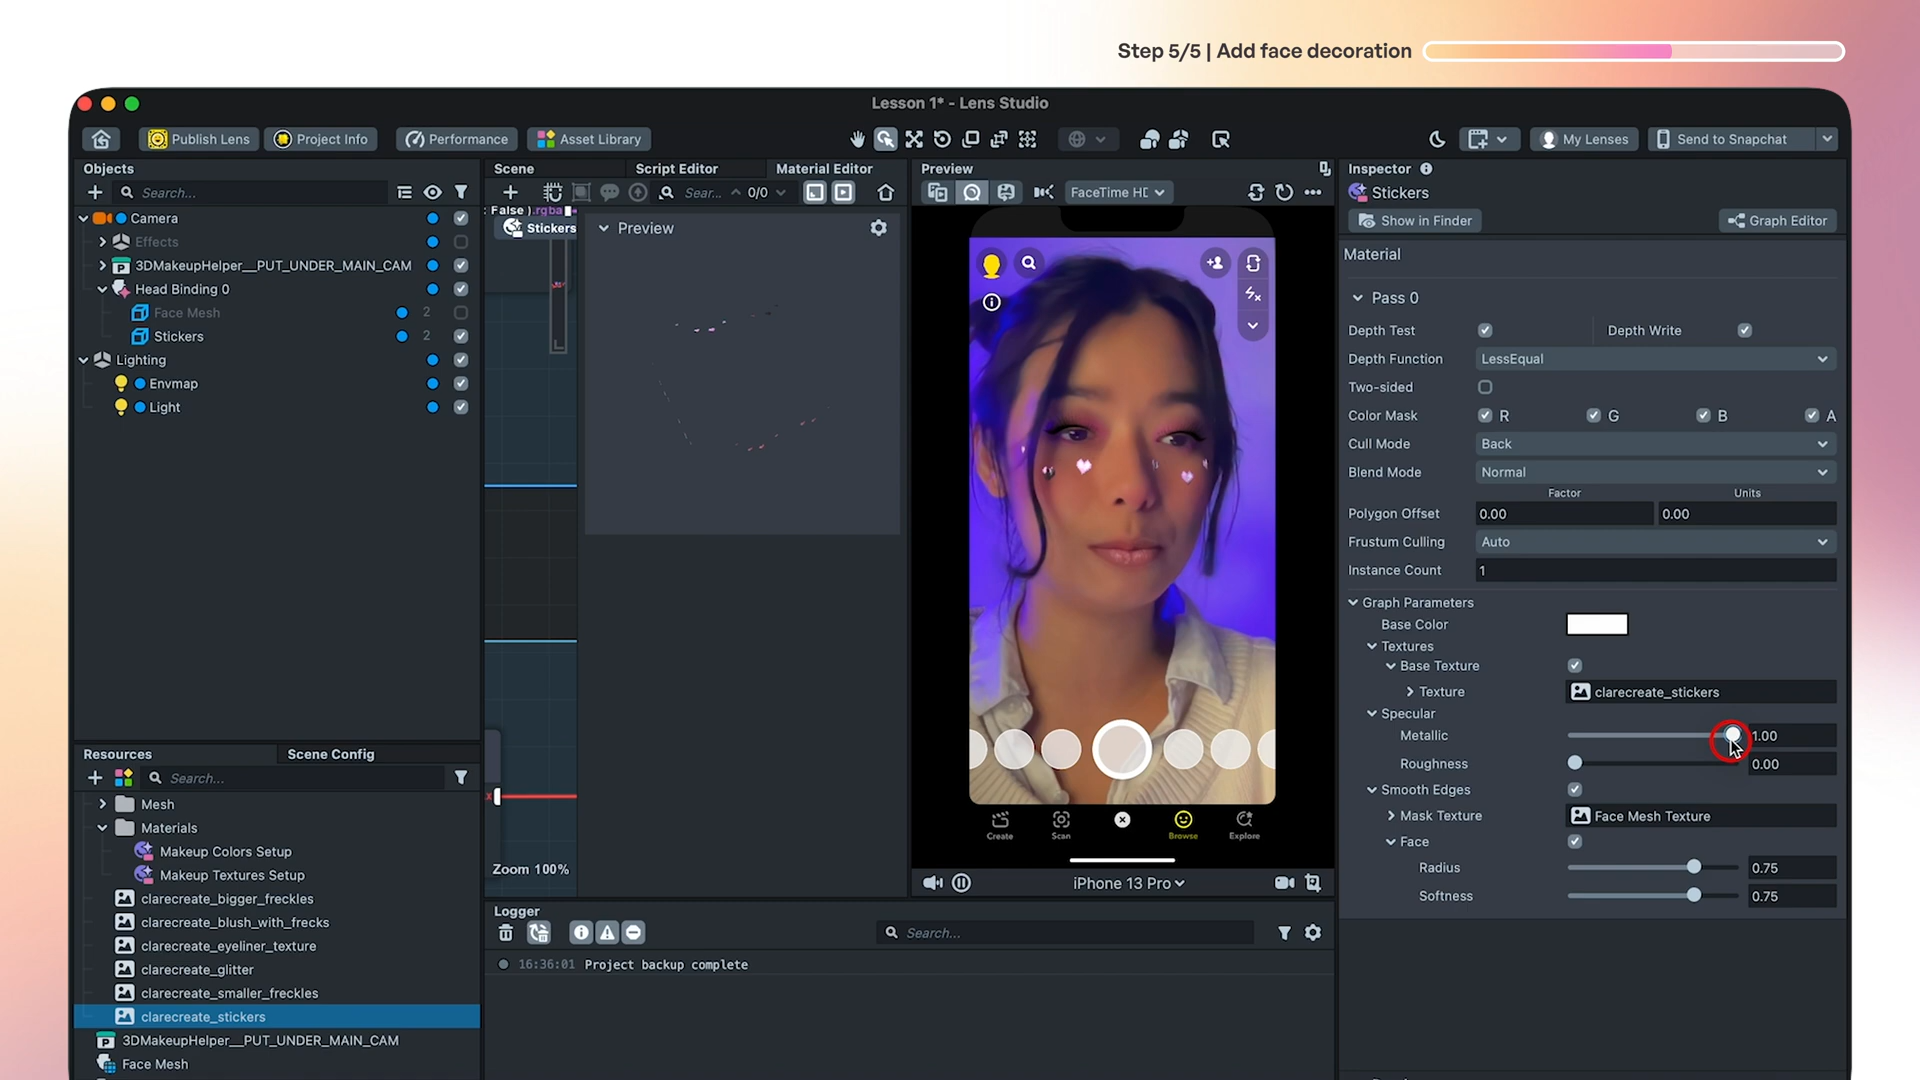 Step 5/5 | Add face decoration
Lesson 1* - Lens Studio
Publish Lens
Project Info
Performance
Asset Library
My Lenses
Send to Snapchat
Objects
Search...
Camera
Effects
3DMakeupHelper__PUT_UNDER_MAIN_CAM
Head Binding 0
Face Mesh 2
Stickers 2
Lighting
Envmap
Light
Resources
Scene Config
Search...
Mesh
Materials
Makeup Colors Setup
Makeup Textures Setup
clarecreate_bigger_freckles
clarecreate_blush_with_frecks
clarecreate_eyeliner_texture
clarecreate_glitter
clarecreate_smaller_freckles
clarecreate_stickers
3DMakeupHelper__PUT_UNDER_MAIN_CAM
Face Mesh
Scene
Script Editor
Material Editor
Sear...
0/0
: False ).rgba
Stickers
Preview
Zoom 100%
Logger
Search...
16:36:01 Project backup complete
Preview
FaceTime HD
Create
Scan
Browse
Explore
iPhone 13 Pro
Inspector
Stickers
Show in Finder
Graph Editor
Material
Pass 0
Depth Test
Depth Write
Depth Function LessEqual
Two-sided
Color Mask R G B A
Cull Mode Back
Blend Mode Normal
Factor Units
Polygon Offset 0.00 0.00
Frustum Culling Auto
Instance Count 1
Graph Parameters
Base Color
Textures
Base Texture
Texture clarecreate_stickers
Specular
Metallic 1.00
Roughness 0.00
Smooth Edges
Mask Texture Face Mesh Texture
Face
Radius 0.75
Softness 0.75